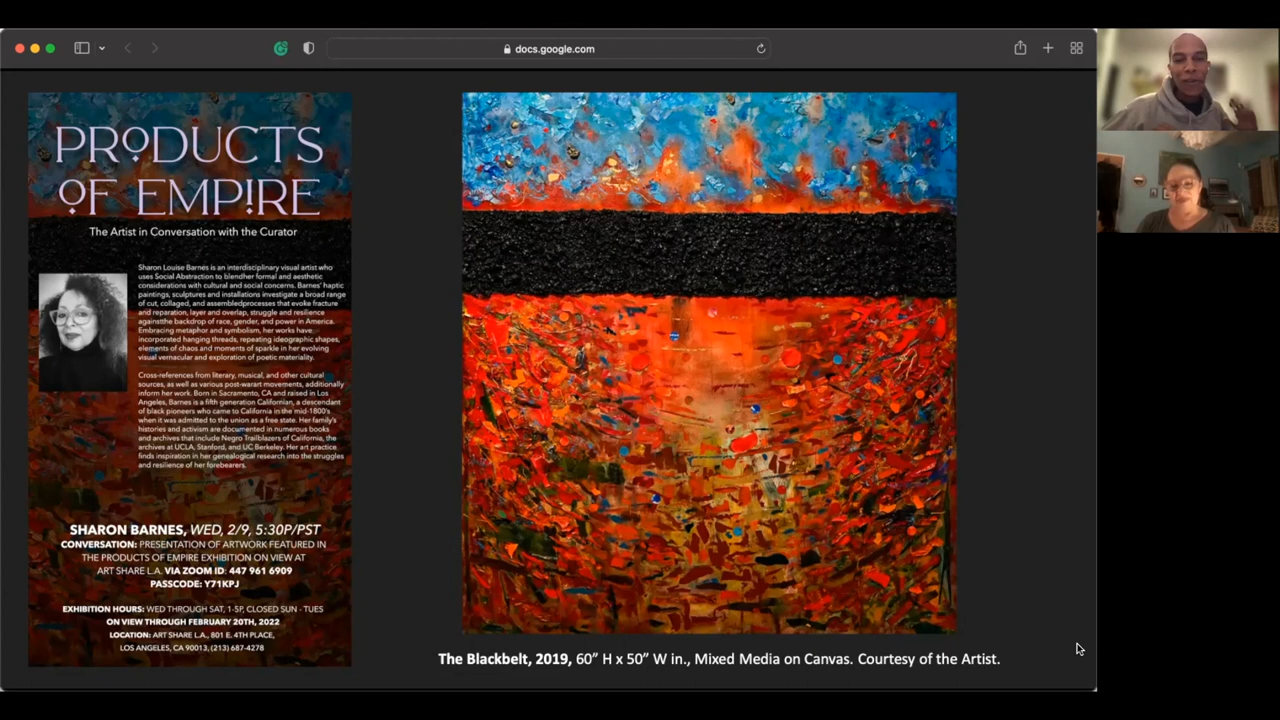 docs.google.com
PRODUCTS
OF EMPIRE
The Artist in Conversation with the Curator
Sharon Louise Barnes is an interdisciplinary visual artist who
uses Social Abstraction to blendher formal and aesthetic
considerations with cultural and social concerns. Barnes' haptic
paintings, sculptures and installations investigate a broad range
of cut, collaged, and assembledprocesses that evoke fracture
and reparation, layer and overlap, struggle and resilience
againstthe backdrop of race, gender, and power in America.
Embracing metaphor and symbolism, her works have
incorporated hanging threads, repeating ideographic shapes,
elements of chaos and moments of sparkle in her evolving
visual vernacular and exploration of poetic materiality.
Cross-references from literary, musical, and other cultural
sources, as well as various post-warart movements, additionally
inform her work. Born in Sacramento, CA and raised in Los
Angeles, Barnes is a fifth generation Californian, a descendant
of black pioneers who came to California in the mid-1800's
when it was admitted to the union as a free state. Her family's
histories and activism are documented in numerous books
and archives that include Negro Trailblazers of California, the
archives at UCLA, Stanford, and UC Berkeley. Her art practice
finds inspiration in her genealogical research into the struggles
and resilience of her forebearers.
SHARON BARNES, WED, 2/9, 5:30P/PST
CONVERSATION: PRESENTATION OF ARTWORK FEATURED IN
THE PRODUCTS OF EMPIRE EXHIBITION ON VIEW AT
ART SHARE L.A. VIA ZOOM ID: 447 961 6909
PASSCODE: Y71KPJ
EXHIBITION HOURS: WED THROUGH SAT, 1-5P, CLOSED SUN - TUES
ON VIEW THROUGH FEBRUARY 20TH, 2022
LOCATION: ART SHARE L.A., 801 E. 4TH PLACE,
LOS ANGELES, CA 90013, (213) 687-4278
The Blackbelt, 2019, 60” H x 50” W in., Mixed Media on Canvas. Courtesy of the Artist.